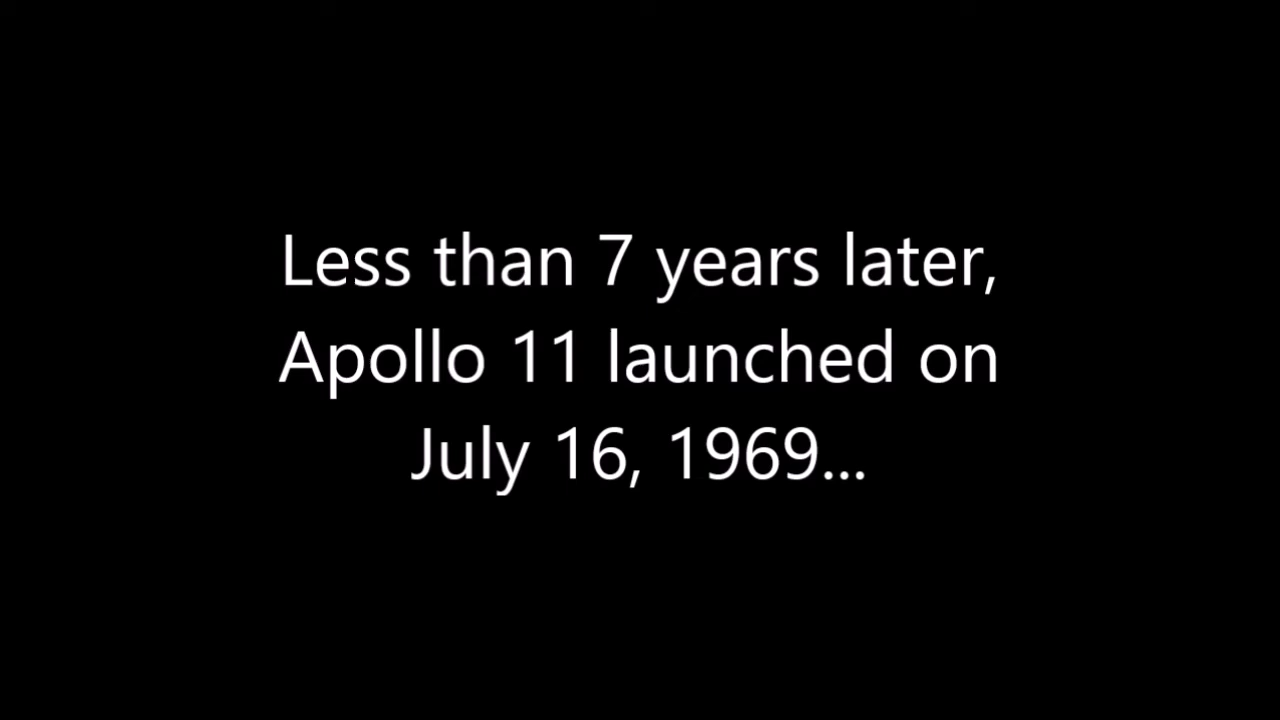 Less than 7 years later,
Apollo 11 launched on
July 16, 1969...